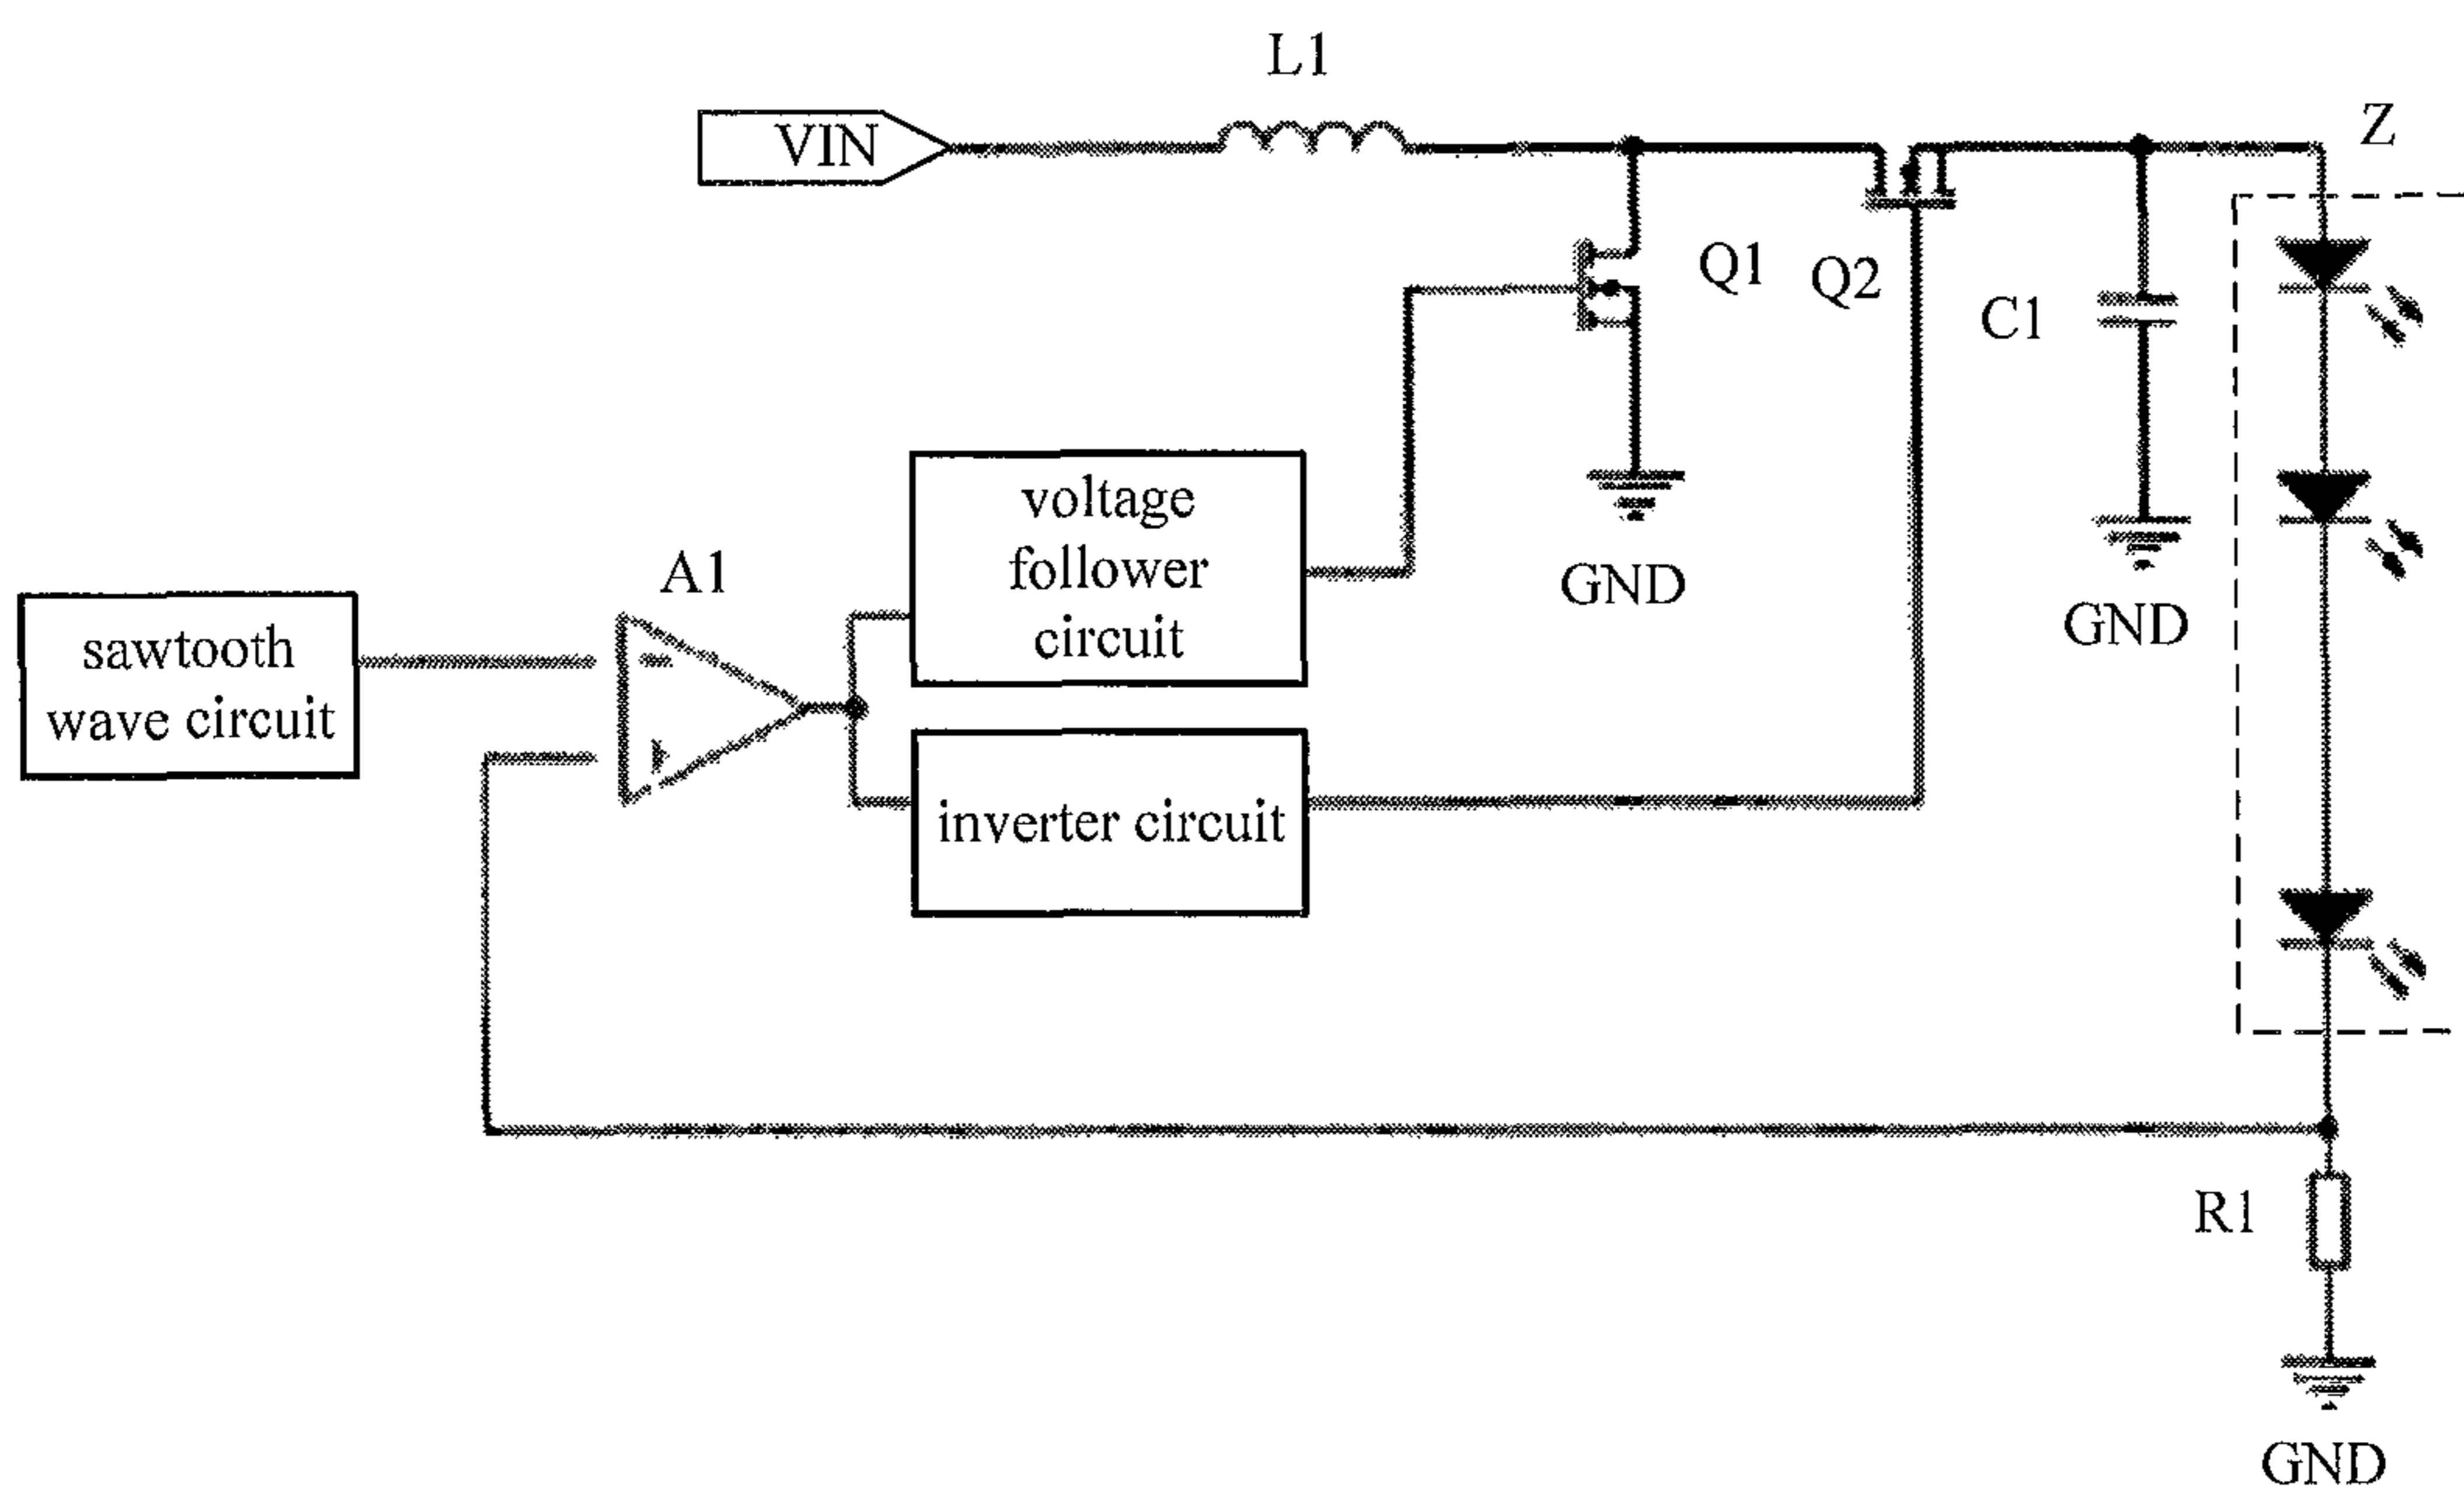 L1
VIN
Z
Q1
Q2
C1
voltage
follower
circuit
GND
A1
GND
sawtooth
wave circuit
inverter circuit
R1
GND